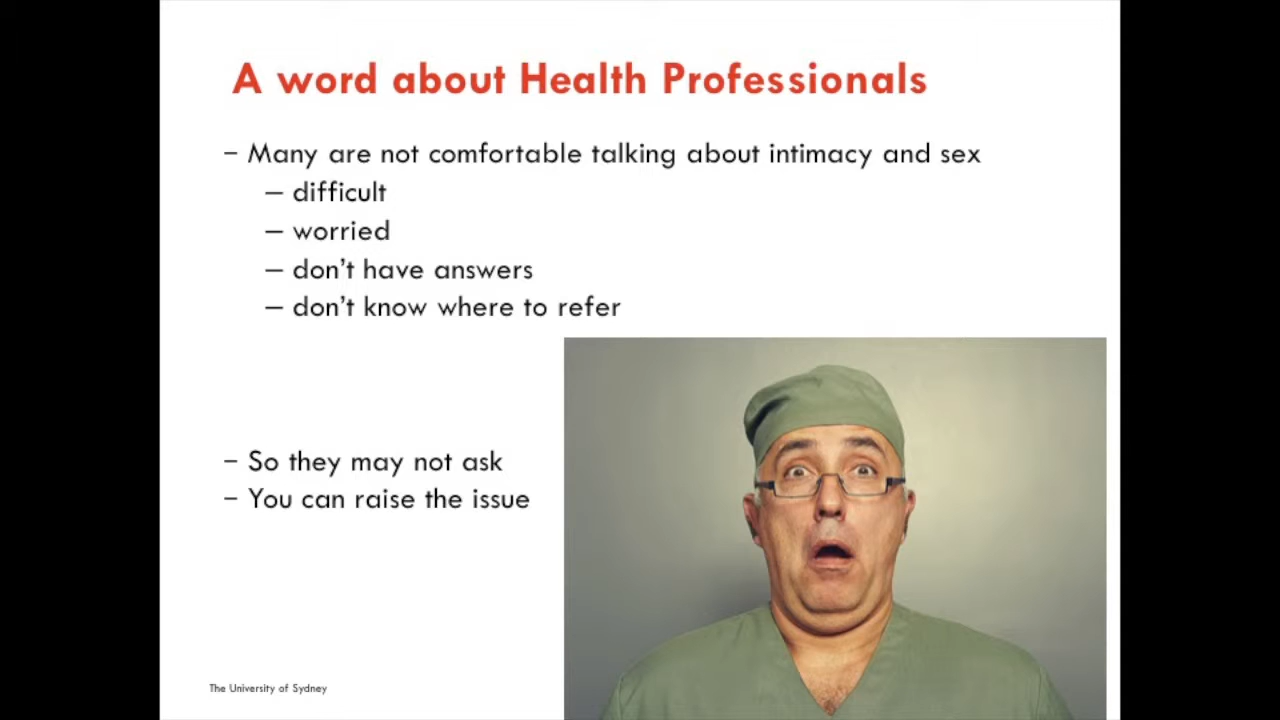 A word about Health Professionals
– Many are not comfortable talking about intimacy and sex
– difficult
– worried
– don’t have answers
– don’t know where to refer
– So they may not ask
– You can raise the issue
The University of Sydney